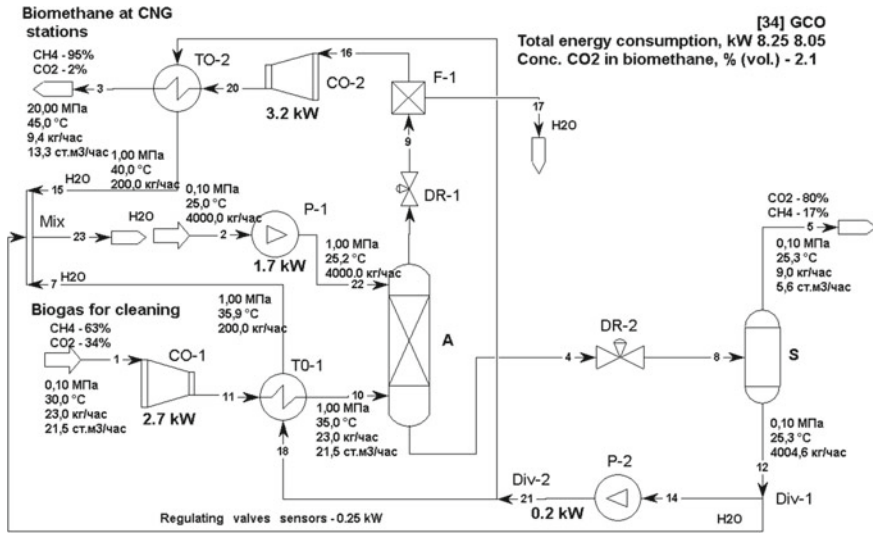 Biomethane at CNG
stations
CH4 - 95%
CO2 - 2%
3
20,00 МПа
45,0 °C
9,4 кг/час
13,3 ст.м3/час
TO-2
20
CO-2
3.2 kW
16
F-1
9
DR-1
17
H2O
[34] GCO
Total energy consumption, kW 8.25 8.05
Conc. CO2 in biomethane, % (vol.) - 2.1
1,00 МПа
40,0 °C
200,0 кг/час
H2O
15
Mix
23
H2O
0,10 МПа
25,0 °C
4000,0 кг/час
2
P-1
1.7 kW
1,00 МПа
25,2 °C
4000,0 кг/час
22
7
H2O
Biogas for cleaning
CH4 - 63%
CO2 - 34%
1
0,10 МПа
30,0 °C
23,0 кг/час
21,5 ст.м3/час
CO-1
2.7 kW
11
1,00 МПа
35,9 °C
200,0 кг/час
T0-1
10
1,00 МПа
35,0 °C
23,0 кг/час
21,5 ст.м3/час
18
A
4
DR-2
8
CO2 - 80%
CH4 - 17%
5
0,10 МПа
25,3 °C
9,0 кг/час
5,6 ст.м3/час
S
0,10 МПа
25,3 °C
4004,6 кг/час
12
Div-1
14
P-2
0.2 kW
Div-2
21
H2O
Regulating valves sensors - 0.25 kW